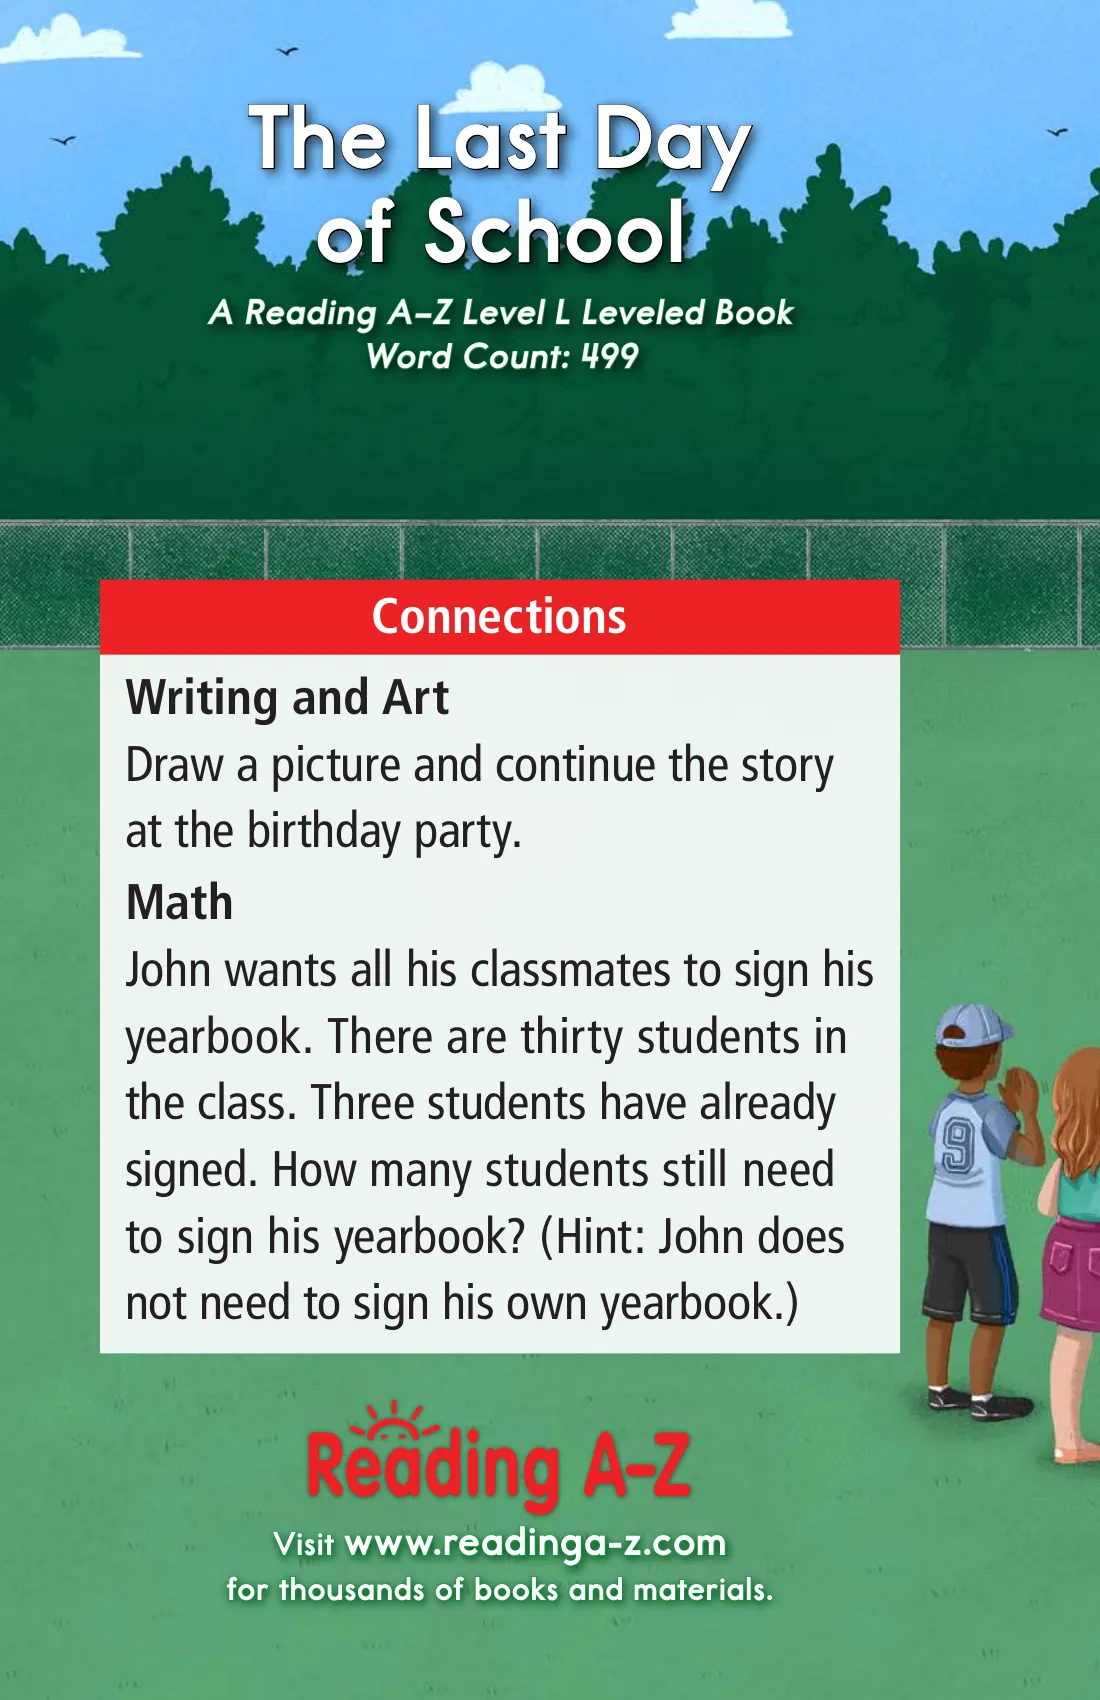 The Last Day
of School
A Reading A–Z Level L Leveled Book
Word Count: 499
Connections
Writing and Art
Draw a picture and continue the story
at the birthday party.
Math
John wants all his classmates to sign his
yearbook. There are thirty students in
the class. Three students have already
signed. How many students still need
to sign his yearbook? (Hint: John does
not need to sign his own yearbook.)
9
Reading A–Z
Visit www.readinga-z.com
for thousands of books and materials.